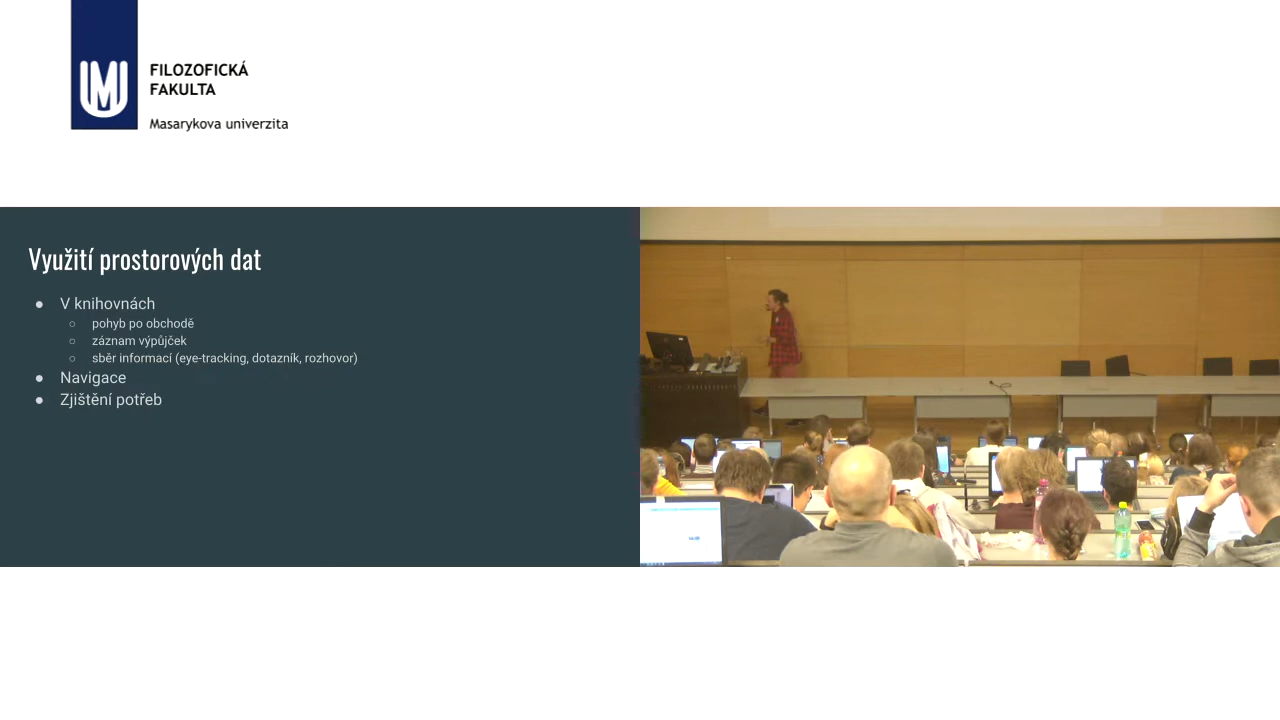 FILOZOFICKÁ
FAKULTA
Masarykova univerzita
Využití prostorových dat
● V knihovnách
○ pohyb po obchodě
○ záznam výpůjček
○ sběr informací (eye-tracking, dotazník, rozhovor)
● Navigace
● Zjištění potřeb